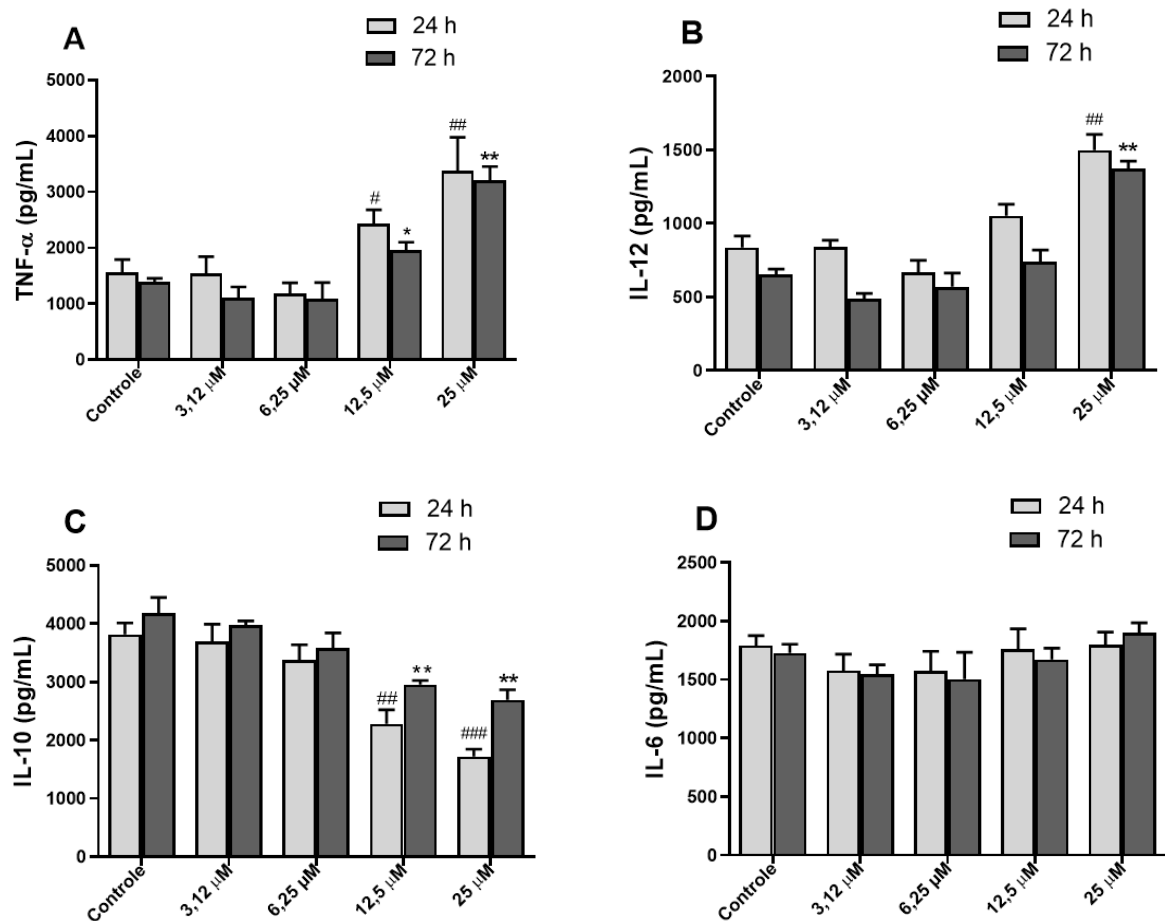 A
24 h
72 h
TNF-α (pg/mL)
5000
4000
3000
2000
1000
0
#
*
##
**
Controle
3,12 μM
6,25 μM
12,5 μM
25 μM
B
24 h
72 h
IL-12 (pg/mL)
2000
1500
1000
500
0
##
**
Controle
3,12 μM
6,25 μM
12,5 μM
25 μM
C
24 h
72 h
IL-10 (pg/mL)
5000
4000
3000
2000
1000
0
##
**
###
**
Controle
3,12 μM
6,25 μM
12,5 μM
25 μM
D
24 h
72 h
IL-6 (pg/mL)
2500
2000
1500
1000
500
0
Controle
3,12 μM
6,25 μM
12,5 μM
25 μM